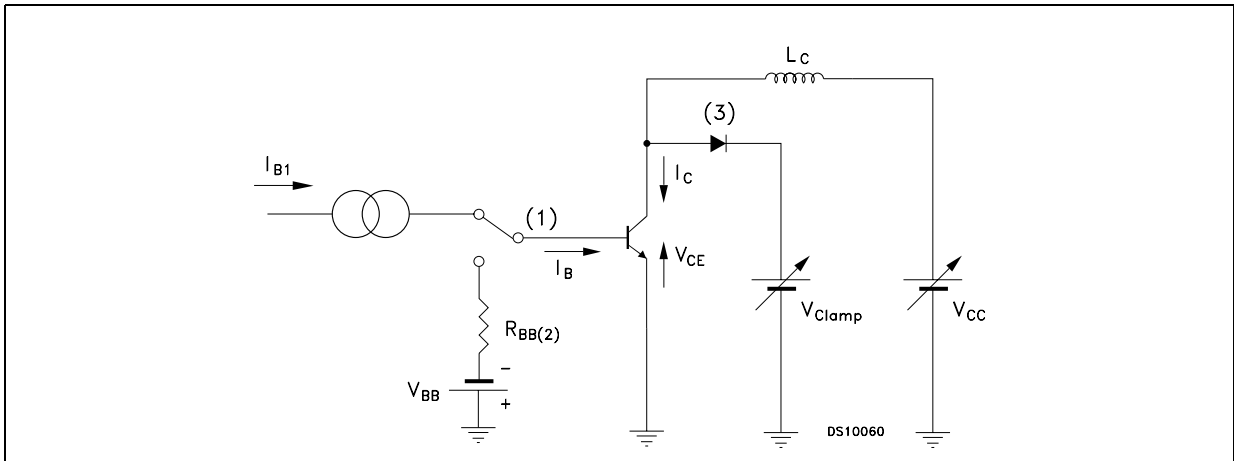 L_C
(3)
I_B1
I_C
(1)
I_B
V_CE
R_BB(2)
V_Clamp
V_CC
-
V_BB
+
DS10060